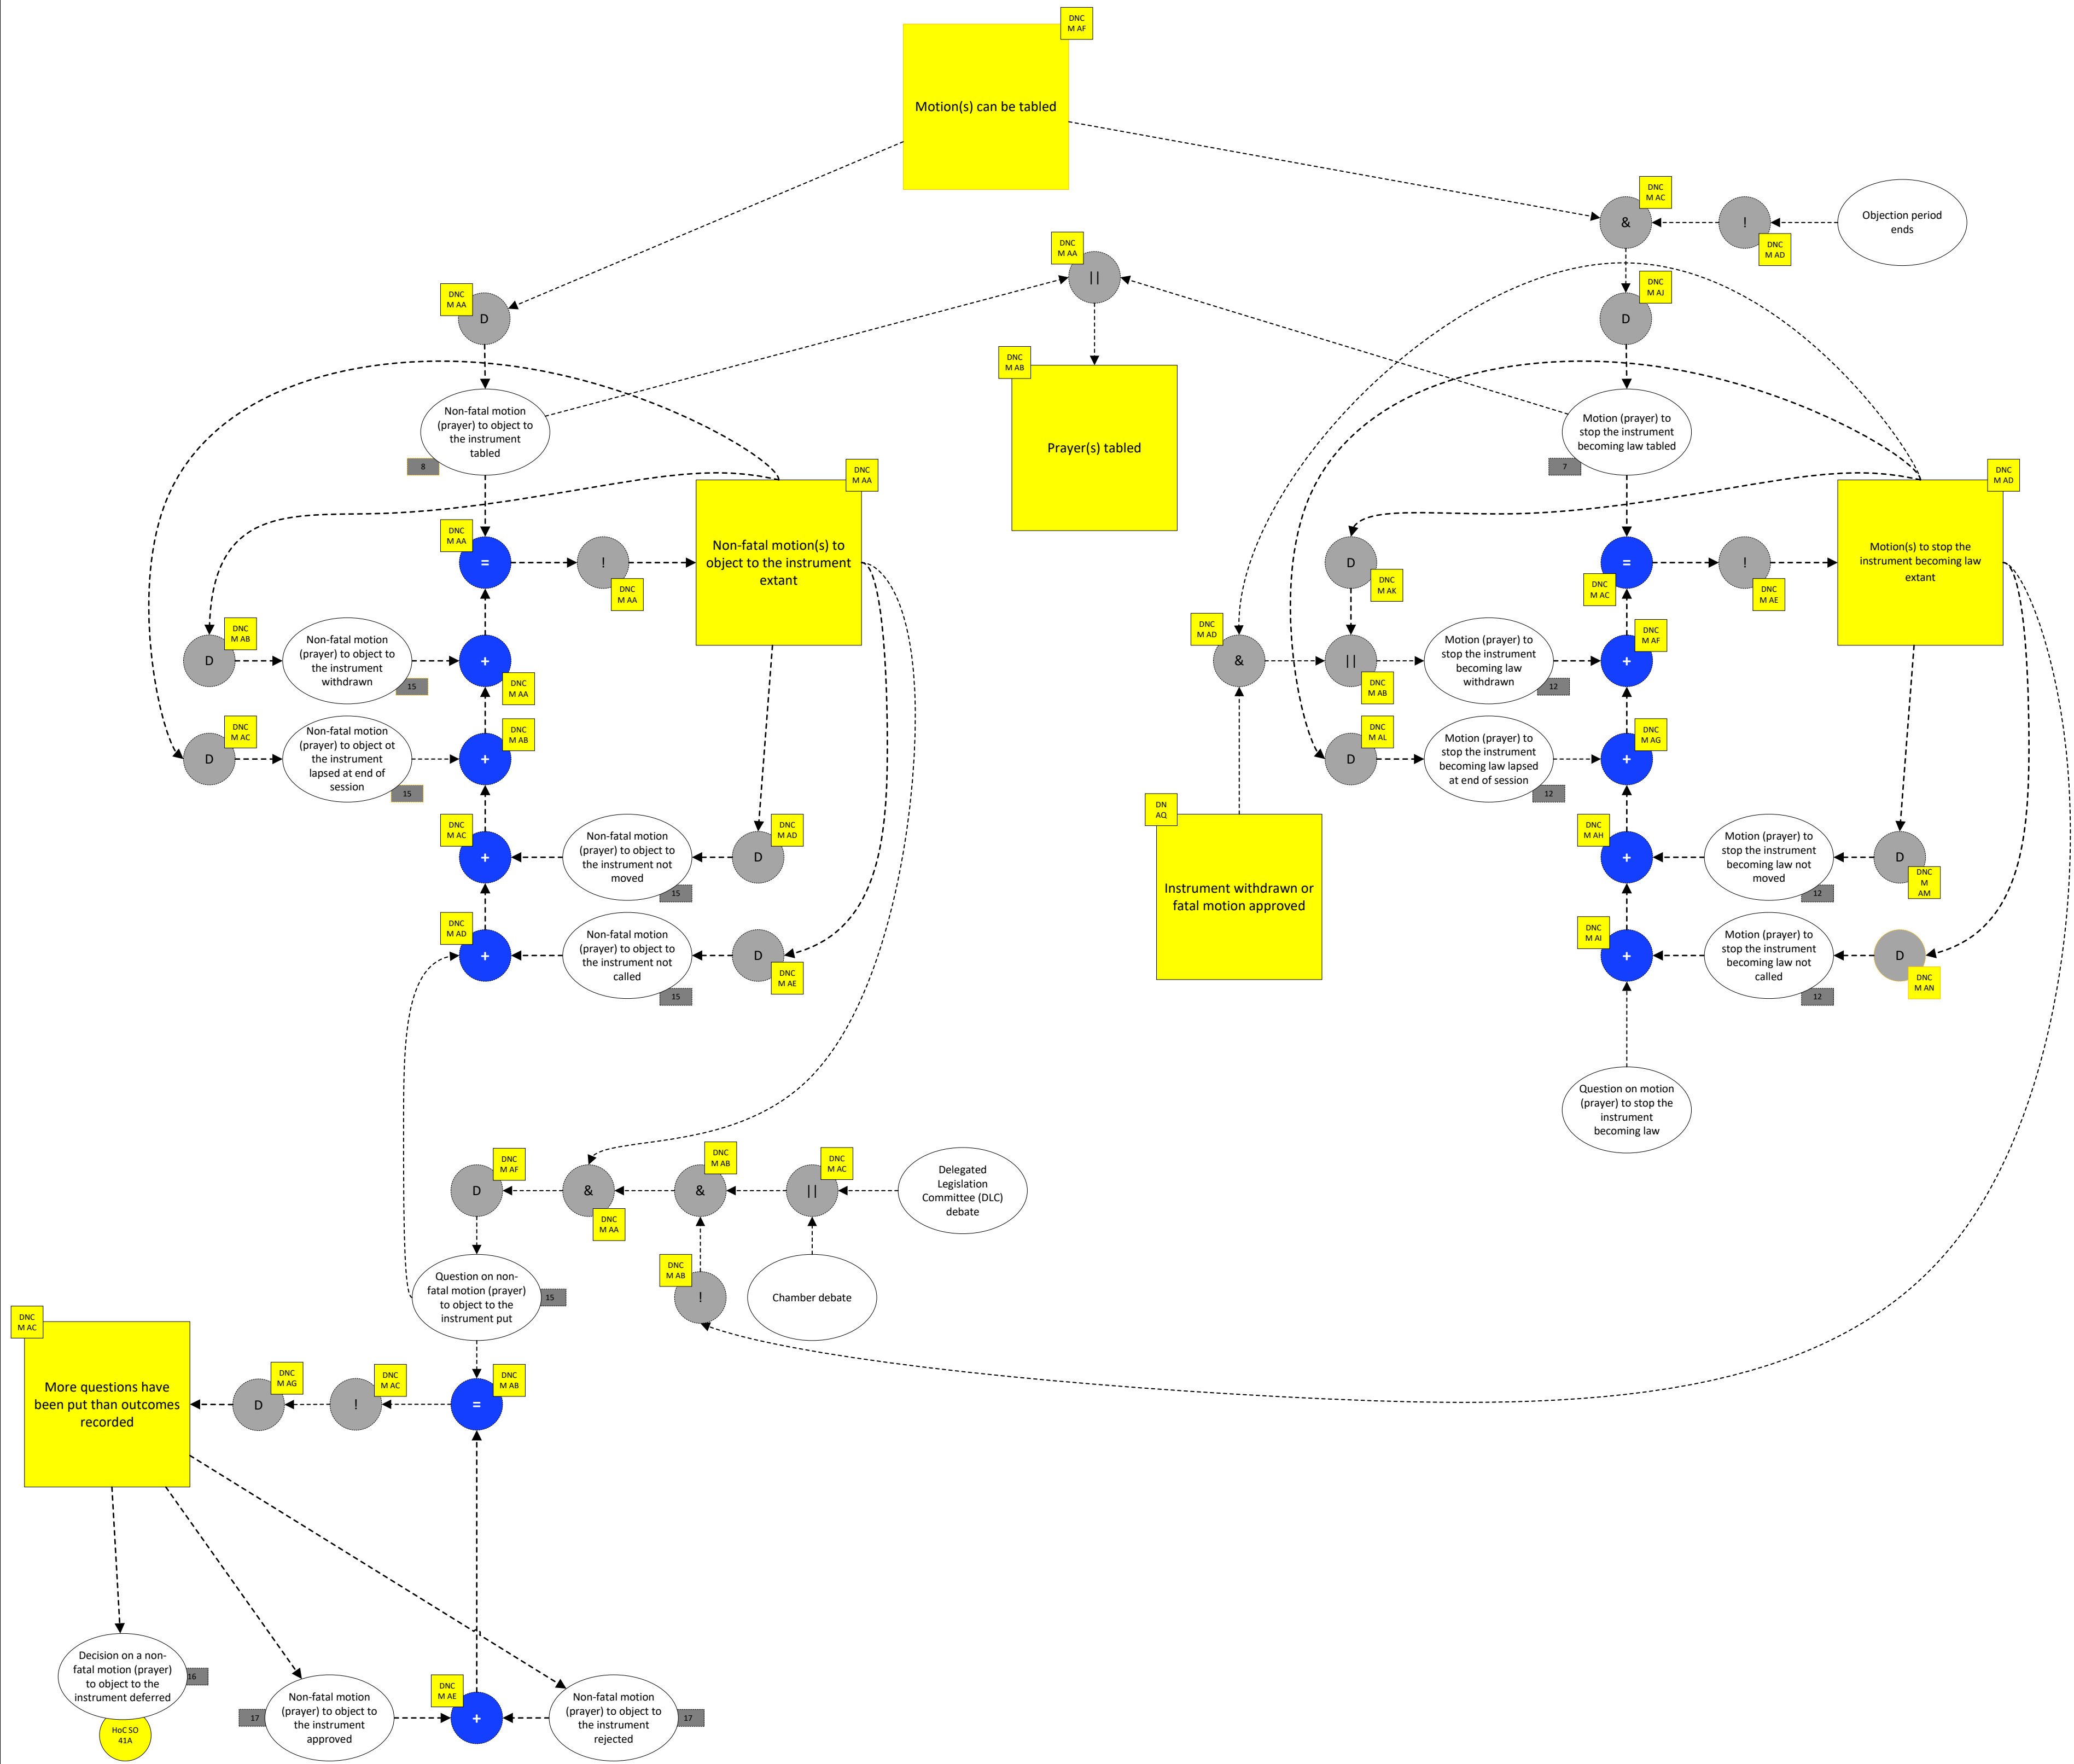 DNC
M AF
Motion(s) can be tabled
DNC
M AC
&
!
DNC
M AD
Objection period
ends
DNC
M AA
||
DNC
M AA
D
DNC
M AJ
D
DNC
M AB
Prayer(s) tabled
Non-fatal motion
(prayer) to object to
the instrument
tabled
8
Motion (prayer) to
stop the instrument
becoming law tabled
7
DNC
M AA
=
!
DNC
M AA
DNC
M AA
Non-fatal motion(s) to
object to the instrument
extant
D
DNC
M AK
=
DNC
M AC
!
DNC
M AE
DNC
M AD
Motion(s) to stop the
instrument becoming law
extant
DNC
M AB
D
Non-fatal motion
(prayer) to object to
the instrument
withdrawn
15
+
DNC
M AA
DNC
M AD
&
||
DNC
M AB
Motion (prayer) to
stop the instrument
becoming law
withdrawn
12
DNC
M AF
+
DNC
M AC
D
Non-fatal motion
(prayer) to object ot
the instrument
lapsed at end of
session
15
DNC
M AB
+
DNC
M AL
D
Motion (prayer) to
stop the instrument
becoming law lapsed
at end of session
12
DNC
M AG
+
DNC
M AC
+
Non-fatal motion
(prayer) to object to
the instrument not
moved
15
DNC
M AD
D
DN
AQ
Instrument withdrawn or
fatal motion approved
DNC
M AH
+
Motion (prayer) to
stop the instrument
becoming law not
moved
12
D
DNC
M
AM
DNC
M AD
+
Non-fatal motion
(prayer) to object to
the instrument not
called
15
D
DNC
M AE
DNC
M AI
+
Motion (prayer) to
stop the instrument
becoming law not
called
12
D
DNC
M AN
Question on motion
(prayer) to stop the
instrument
becoming law
DNC
M AF
D
&
DNC
M AA
DNC
M AB
&
DNC
M AC
||
Delegated
Legislation
Committee (DLC)
debate
Question on non-
fatal motion (prayer)
to object to the
instrument put
15
DNC
M AB
!
Chamber debate
DNC
M AC
More questions have
been put than outcomes
recorded
DNC
M AG
D
DNC
M AC
!
DNC
M AB
=
Decision on a non-
fatal motion (prayer)
to object to the
instrument deferred
16
HoC SO
41A
17
Non-fatal motion
(prayer) to object to
the instrument
approved
DNC
M AE
+
Non-fatal motion
(prayer) to object to
the instrument
rejected
17